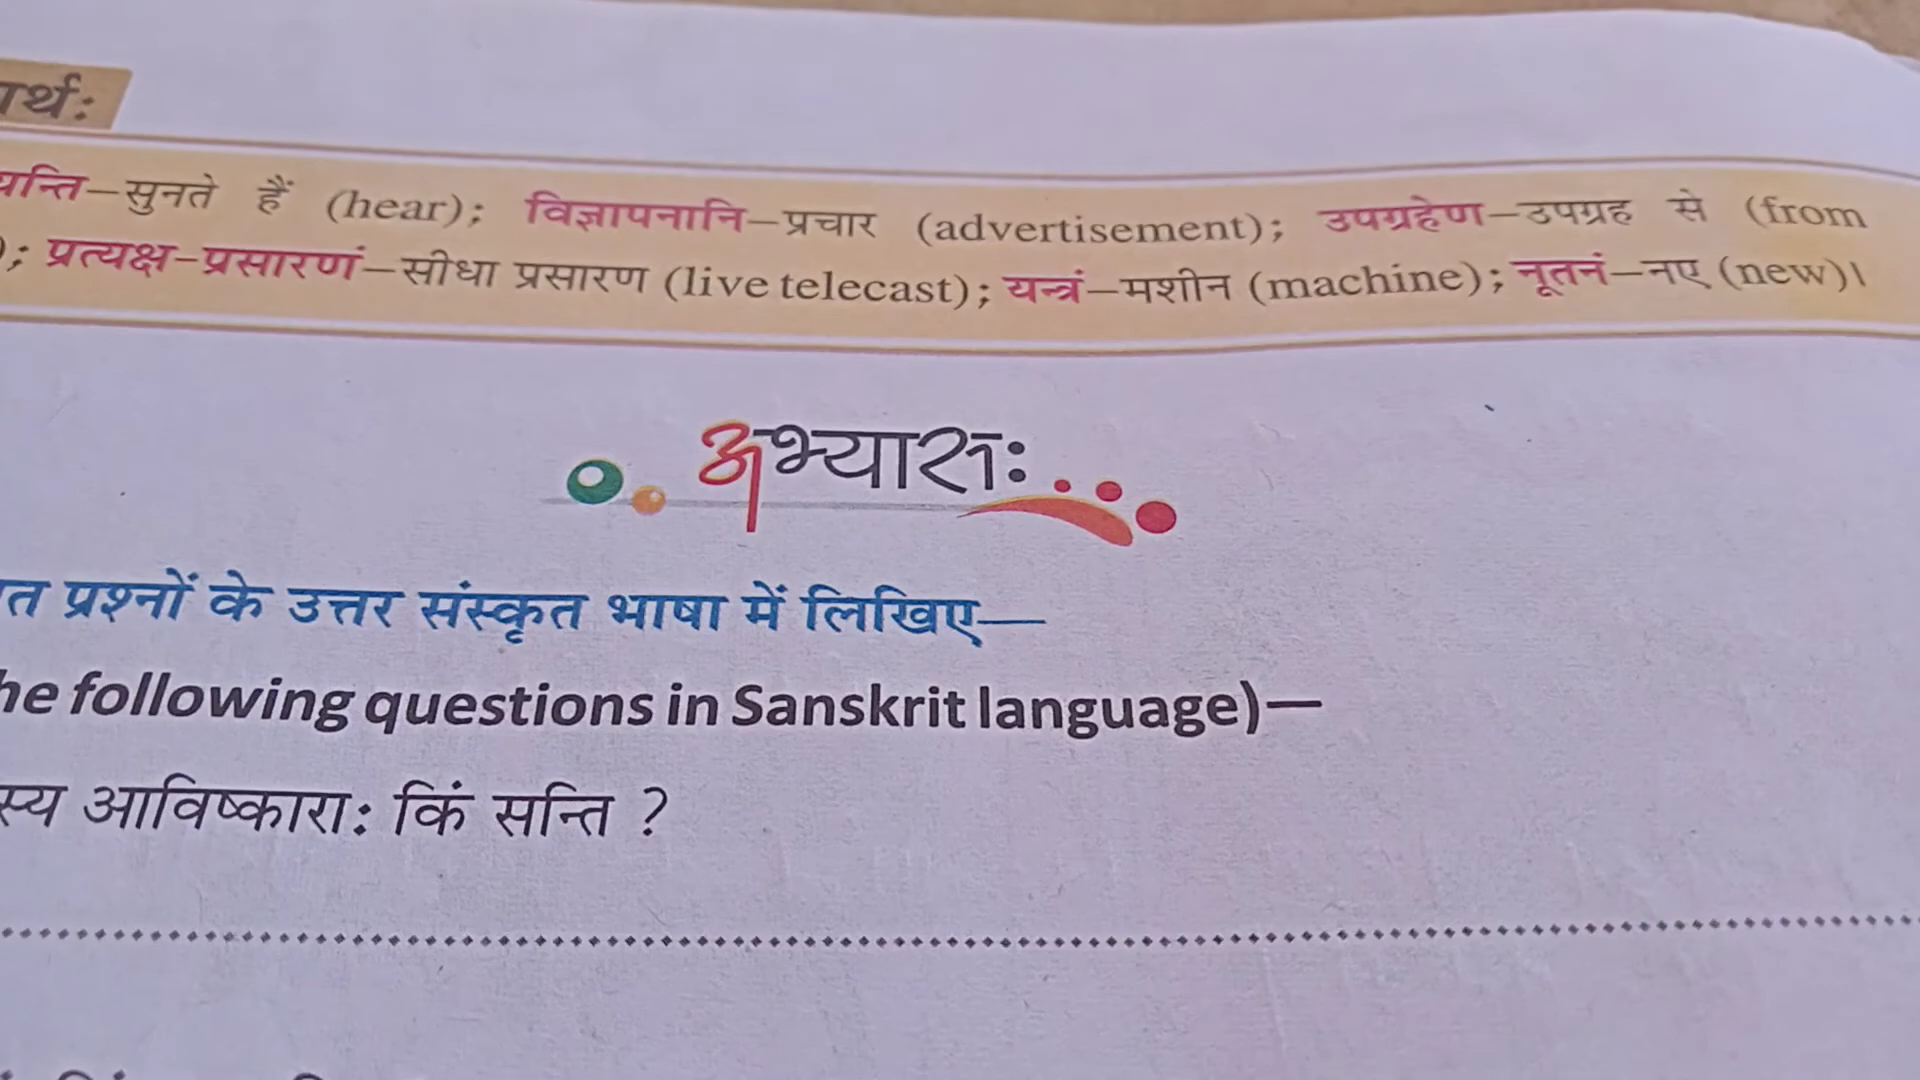 र्थः
यन्ति—सुनते हैं (hear); विज्ञापनानि—प्रचार (advertisement); उपग्रहेण—उपग्रह से (from
); प्रत्यक्ष-प्रसारणं—सीधा प्रसारण (live telecast); यन्त्रं—मशीन (machine); नूतनं—नए (new)।
अभ्यासः
त प्रश्नों के उत्तर संस्कृत भाषा में लिखिए—
he following questions in Sanskrit language)—
स्य आविष्काराः किं सन्ति ?